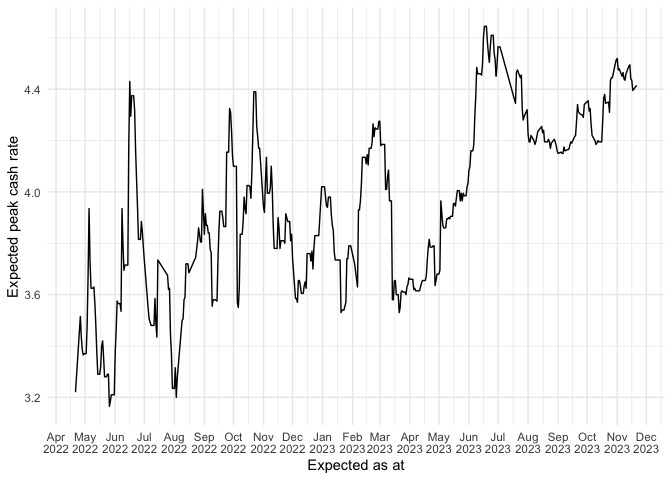 Expected peak cash rate
4.4
4.0
3.6
3.2
Apr May Jun Jul Aug Sep Oct Nov Dec Jan Feb Mar Apr May Jun Jul Aug Sep Oct Nov Dec
2022 2022 2022 2022 2022 2022 2022 2022 2022 2023 2023 2023 2023 2023 2023 2023 2023 2023 2023 2023 2023
Expected as at